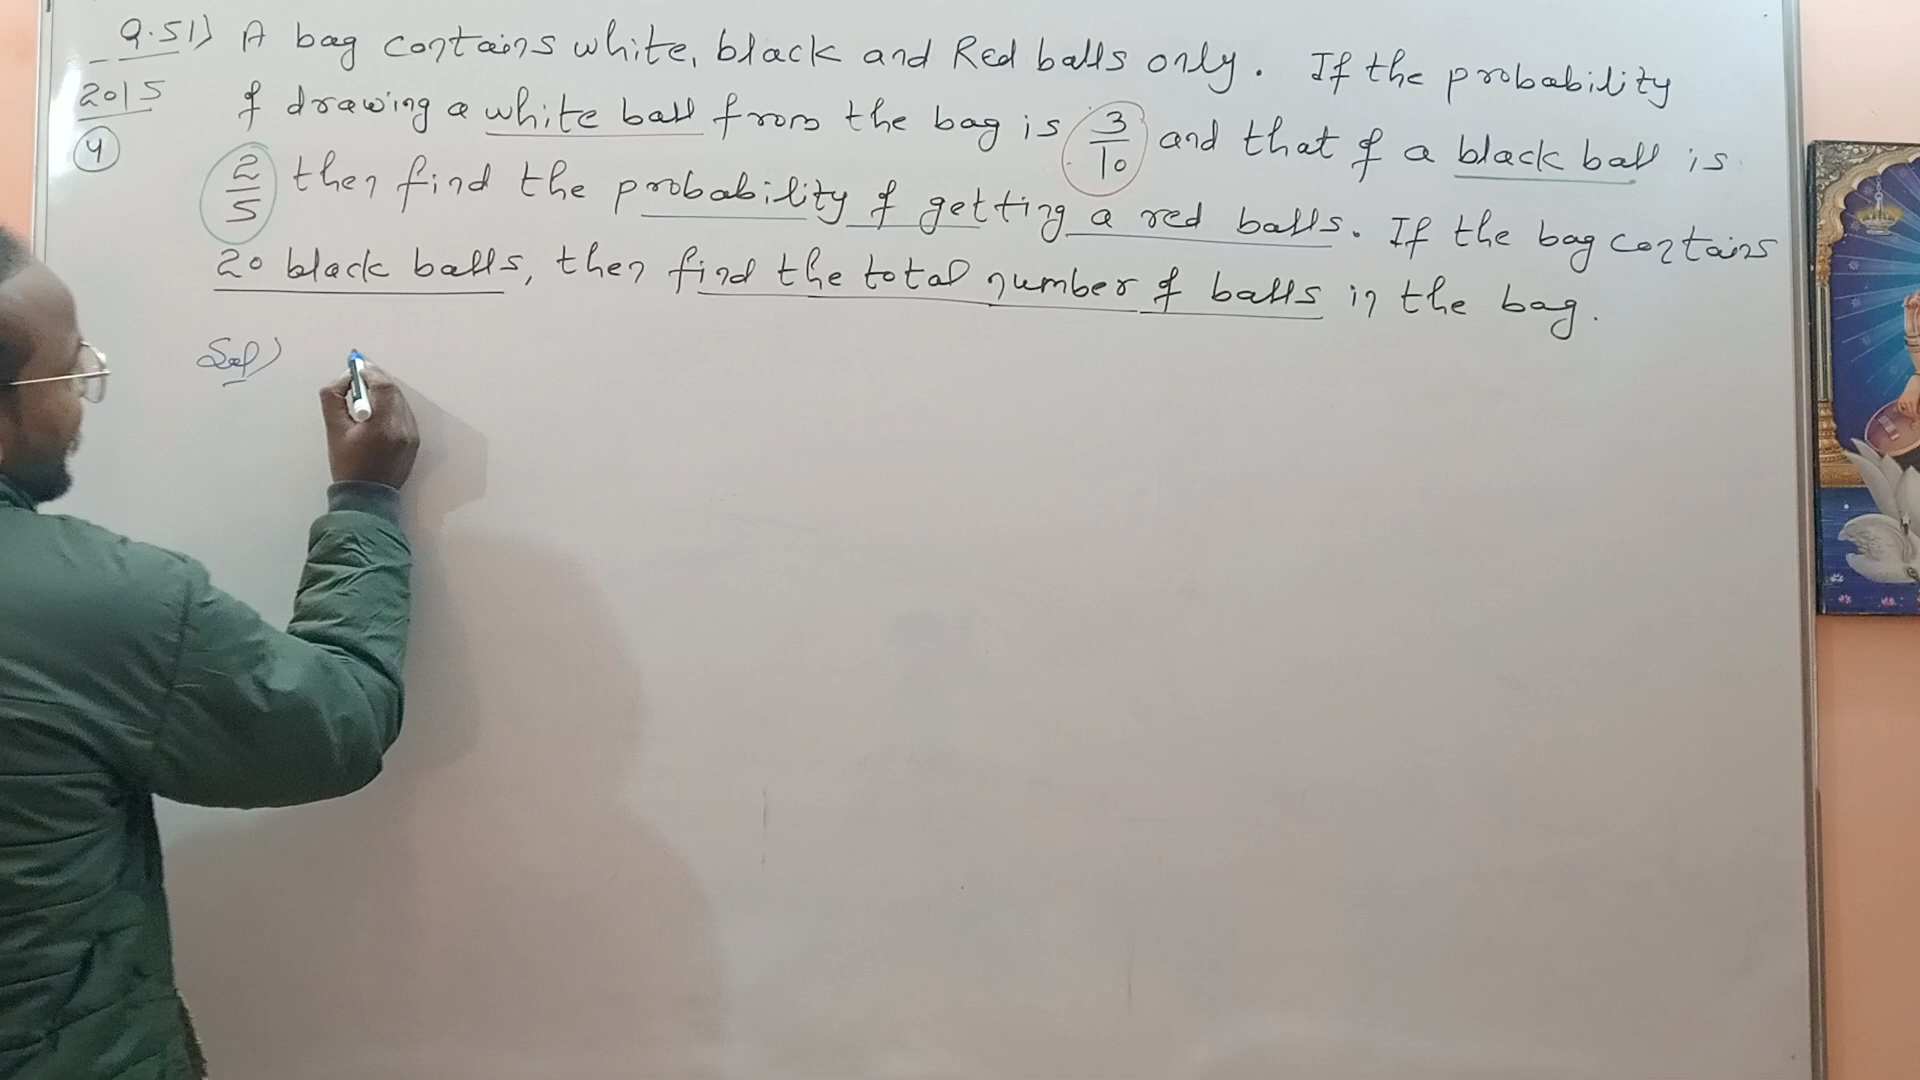 Q.51) A bag contains white, black and Red balls only. If the probability
2015 of drawing a white ball from the bag is 3/10 and that of a black ball is
4 2/5 then find the probability of getting a red balls. If the bag contains
20 black balls, then find the total number of balls in the bag.
Sol)